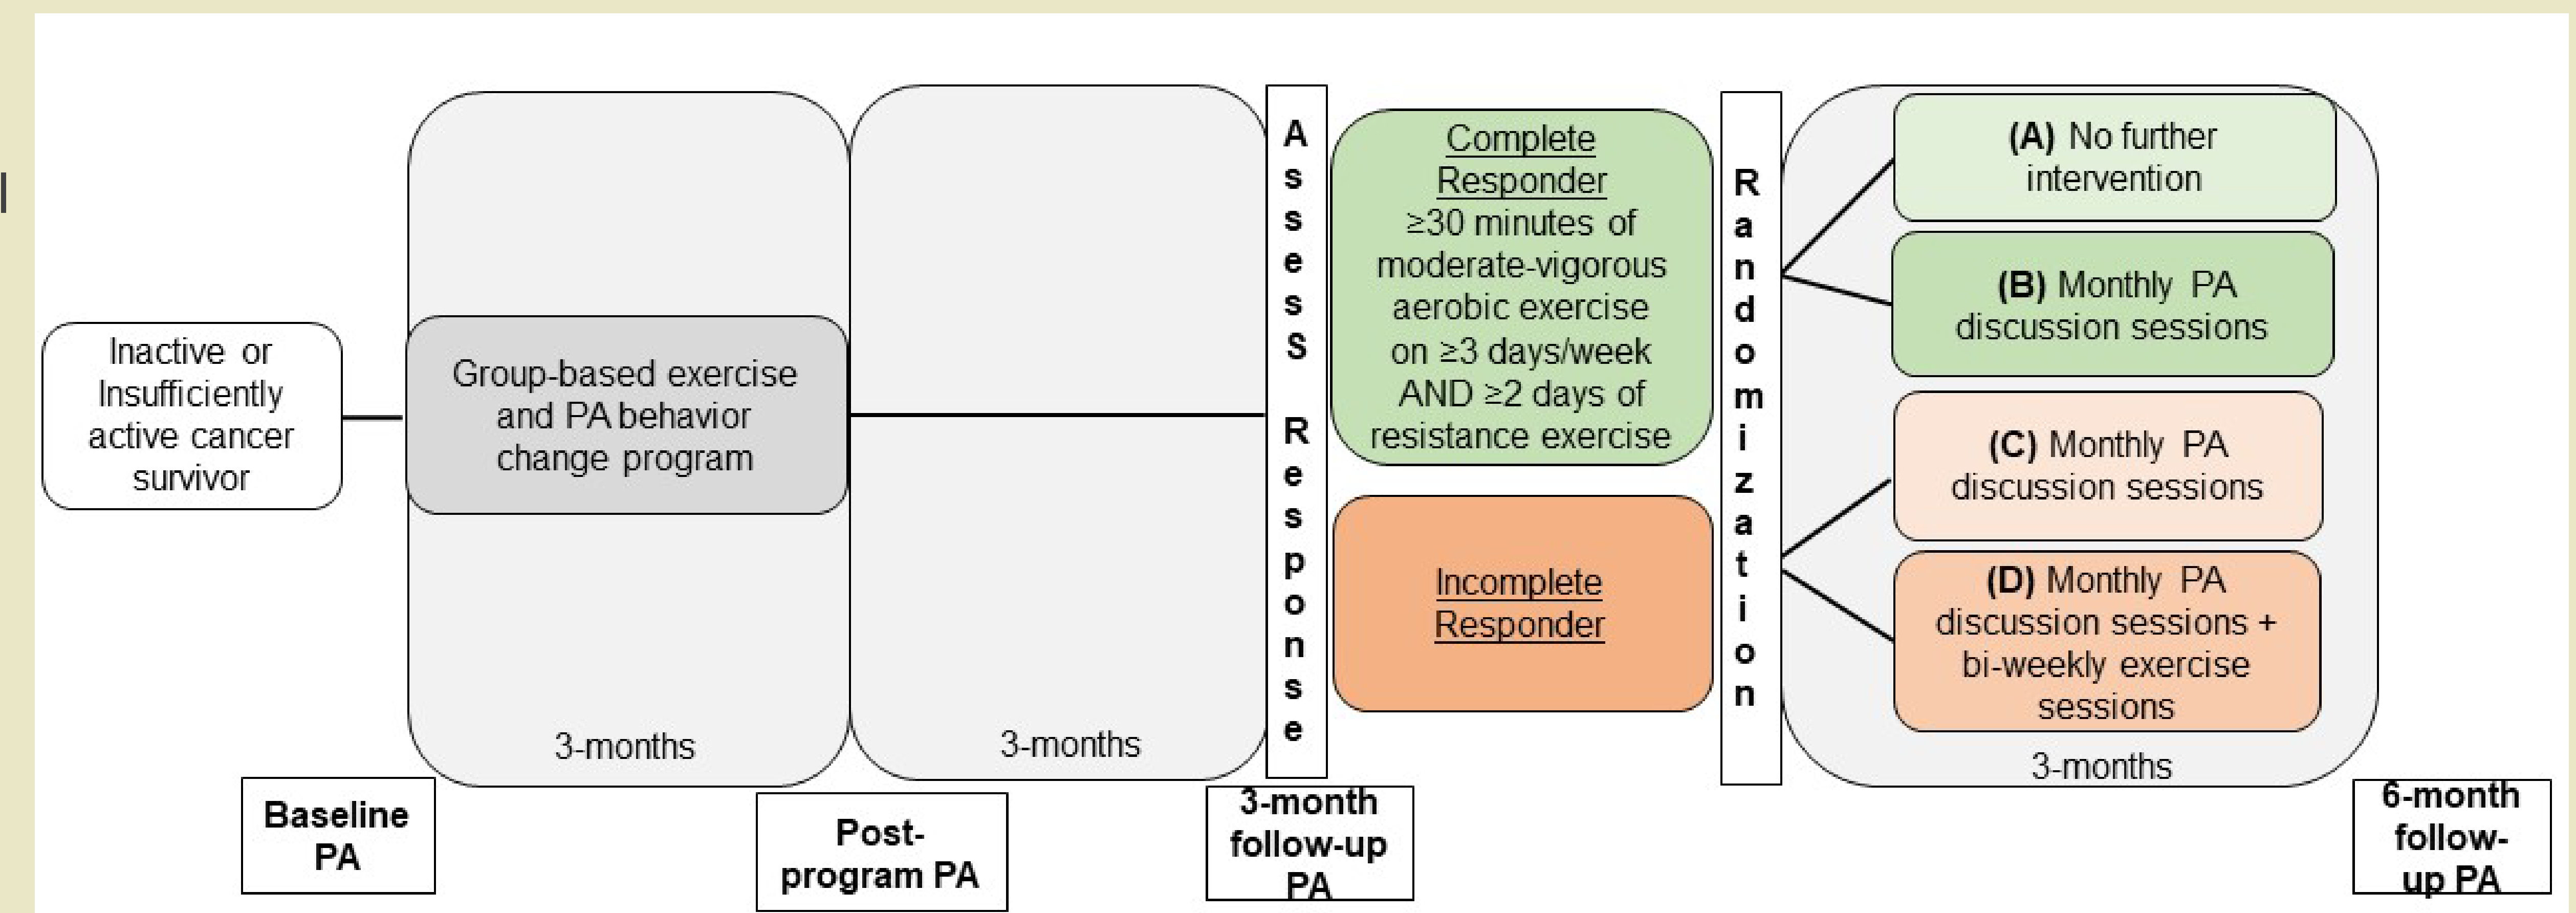 Inactive or
Insufficiently
active cancer
survivor
Group-based exercise
and PA behavior
change program
3-months
3-months
Assess Response
Complete
Responder
≥30 minutes of
moderate-vigorous
aerobic exercise
on ≥3 days/week
AND ≥2 days of
resistance exercise
Incomplete
Responder
Randomization
(A) No further
intervention
(B) Monthly PA
discussion sessions
(C) Monthly PA
discussion sessions
(D) Monthly PA
discussion sessions +
bi-weekly exercise
sessions
3-months
Baseline
PA
Post-
program PA
3-month
follow-up
PA
6-month
follow-
up PA